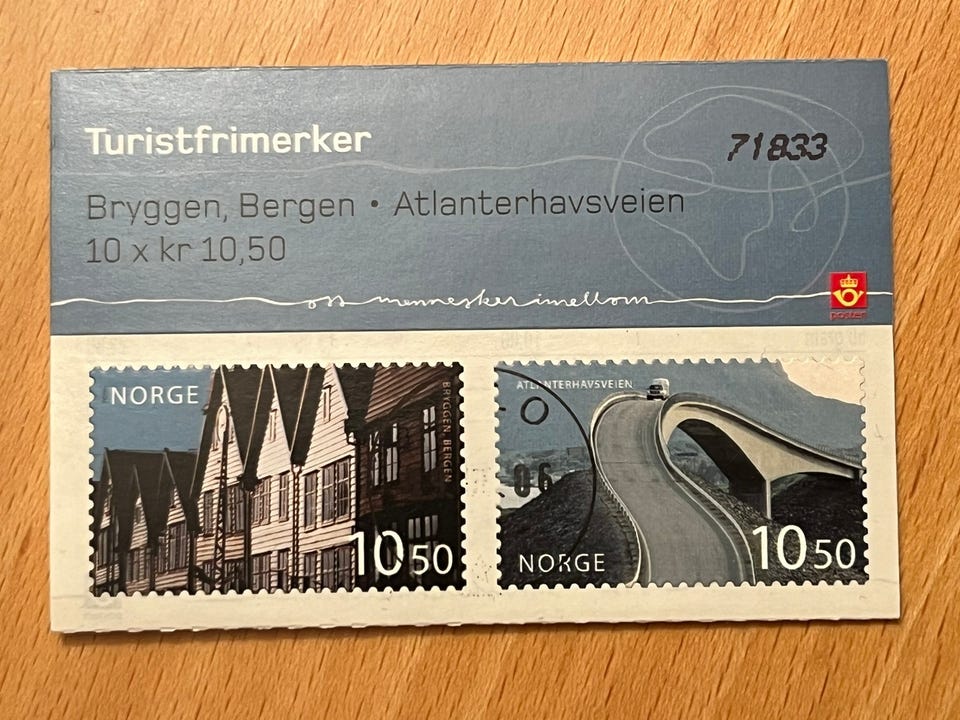 Turistfrimerker
71833
Bryggen, Bergen • Atlanterhavsveien
10 x kr 10,50
oss mennesker imellom
posten
NORGE
BRYGGEN, BERGEN
10 50
ATLANTERHAVSVEIEN
06
NORGE
10 50